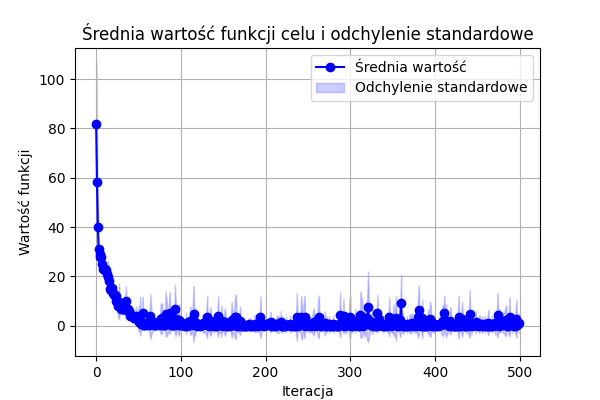 Średnia wartość funkcji celu i odchylenie standardowe
Średnia wartość
Odchylenie standardowe
Wartość funkcji
100
80
60
40
20
0
0 100 200 300 400 500
Iteracja